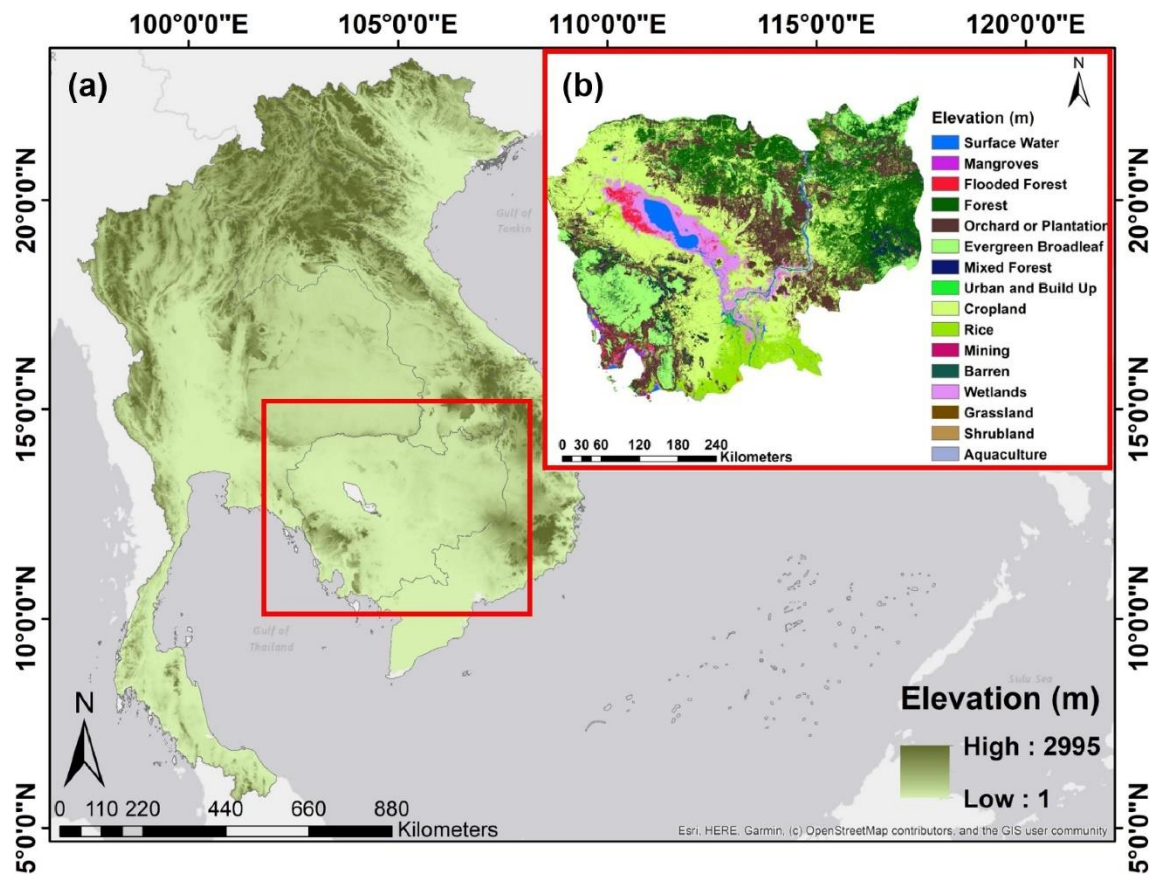 100°0'0"E 105°0'0"E 110°0'0"E 115°0'0"E 120°0'0"E
(a)
(b)
N
Elevation (m)
Surface Water
Mangroves
Flooded Forest
Forest
Orchard or Plantation
Evergreen Broadleaf
Mixed Forest
Urban and Build Up
Cropland
Rice
Mining
Barren
Wetlands
Grassland
Shrubland
Aquaculture
0 30 60 120 180 240
Kilometers
20°0'0"N
15°0'0"N
10°0'0"N
5°0'0"N
20°0'0"N
15°0'0"N
10°0'0"N
5°0'0"N
Gulf of
Tonkin
Gulf of
Thailand
Sulu Sea
N
0 110 220 440 660 880
Kilometers
Elevation (m)
High : 2995
Low : 1
Esri, HERE, Garmin, (c) OpenStreetMap contributors, and the GIS user community